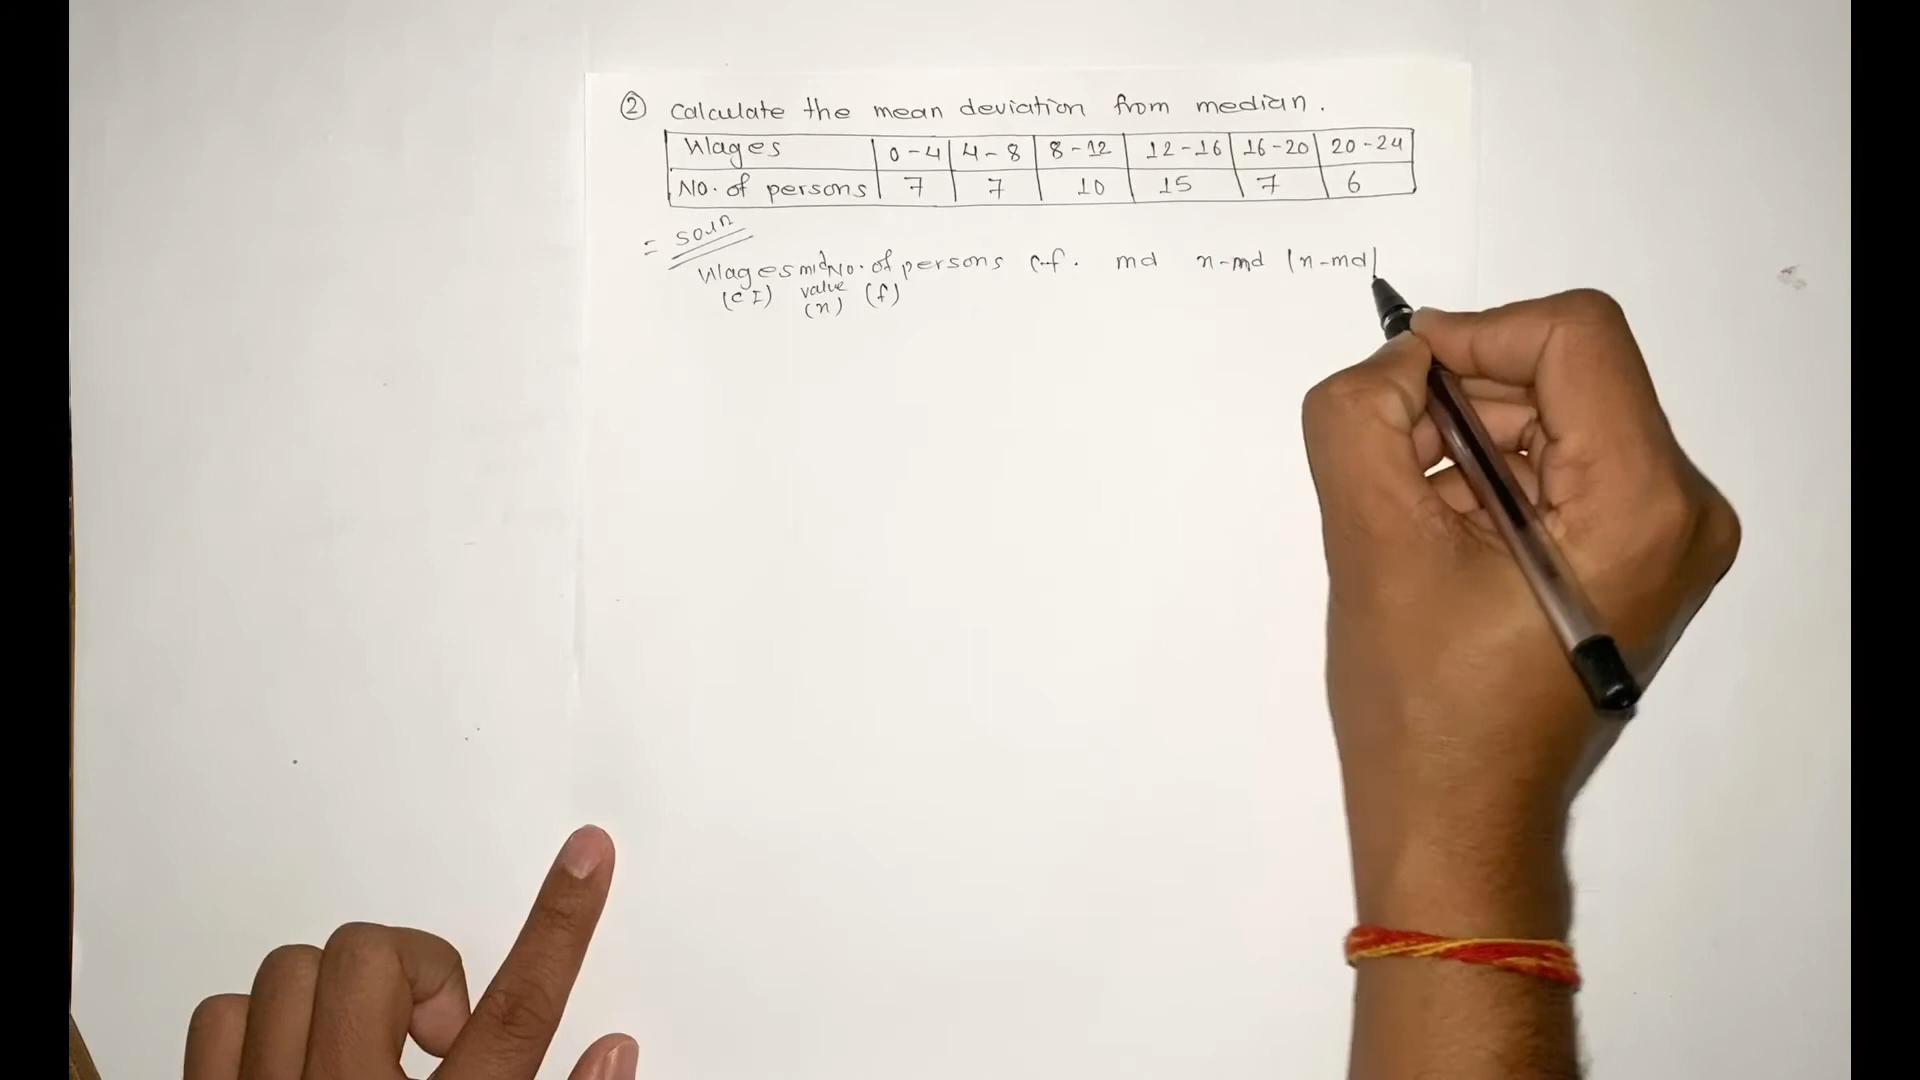 ② Calculate the mean deviation from median.
Wages 0-4 4-8 8-12 12-16 16-20 20-24
No. of persons 7 7 10 15 7 6
= Soln
Wages mid No. of persons c.f. md x-md |x-md|
(CI) value (f)
(x)